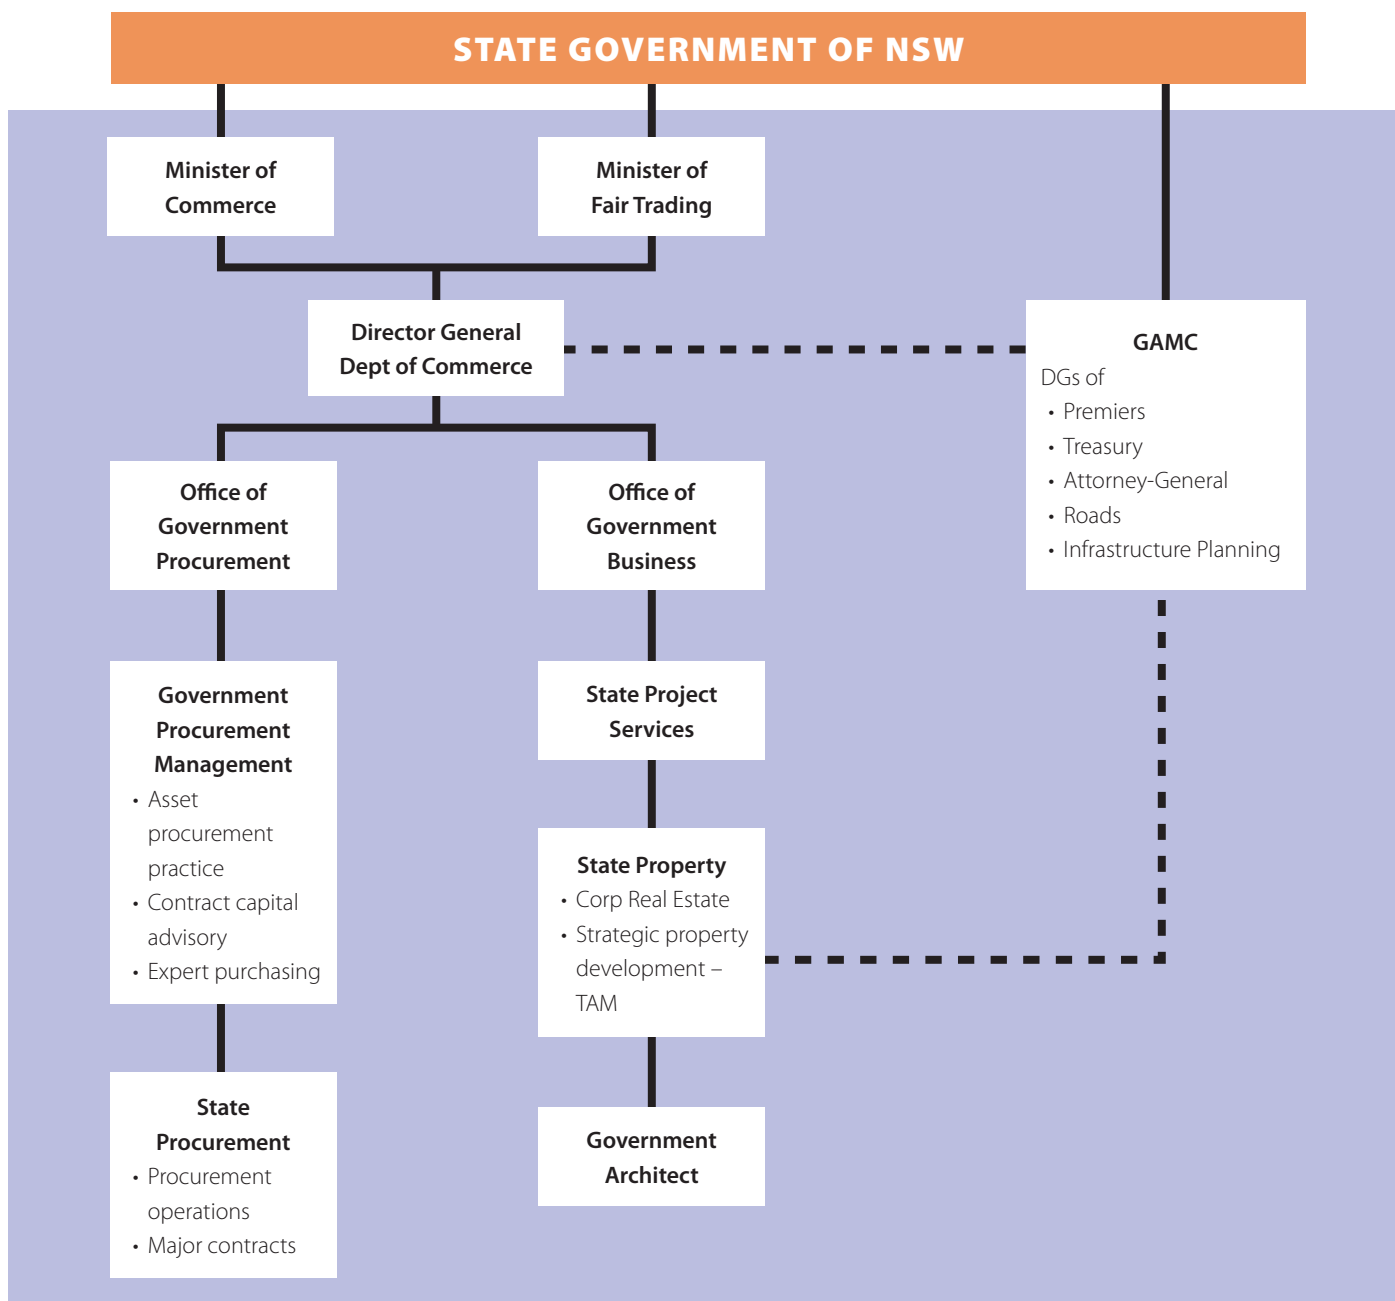 STATE GOVERNMENT OF NSW
Minister of
Commerce
Minister of
Fair Trading
Director General
Dept of Commerce
GAMC
DGs of
• Premiers
• Treasury
• Attorney-General
• Roads
• Infrastructure Planning
Office of
Government
Procurement
Office of
Government
Business
Government
Procurement
Management
• Asset
procurement
practice
• Contract capital
advisory
• Expert purchasing
State Project
Services
State Property
• Corp Real Estate
• Strategic property
development –
TAM
State
Procurement
• Procurement
operations
• Major contracts
Government
Architect